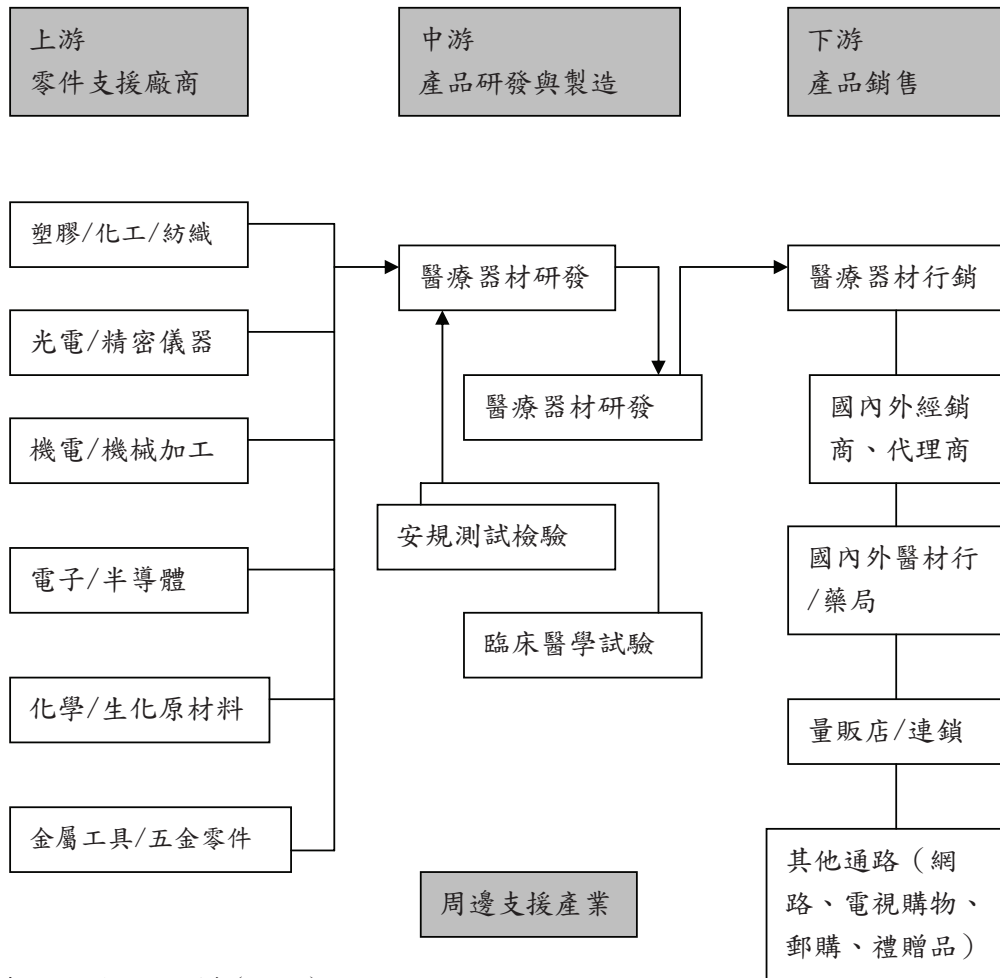 上游
零件支援廠商
中游
產品研發與製造
下游
產品銷售
塑膠/化工/紡織
光電/精密儀器
機電/機械加工
電子/半導體
化學/生化原材料
金屬工具/五金零件
醫療器材研發
醫療器材研發
安規測試檢驗
臨床醫學試驗
周邊支援產業
醫療器材行銷
國內外經銷
商、代理商
國內外醫材行
/藥局
量販店/連鎖
其他通路（網
路、電視購物、
郵購、禮贈品）